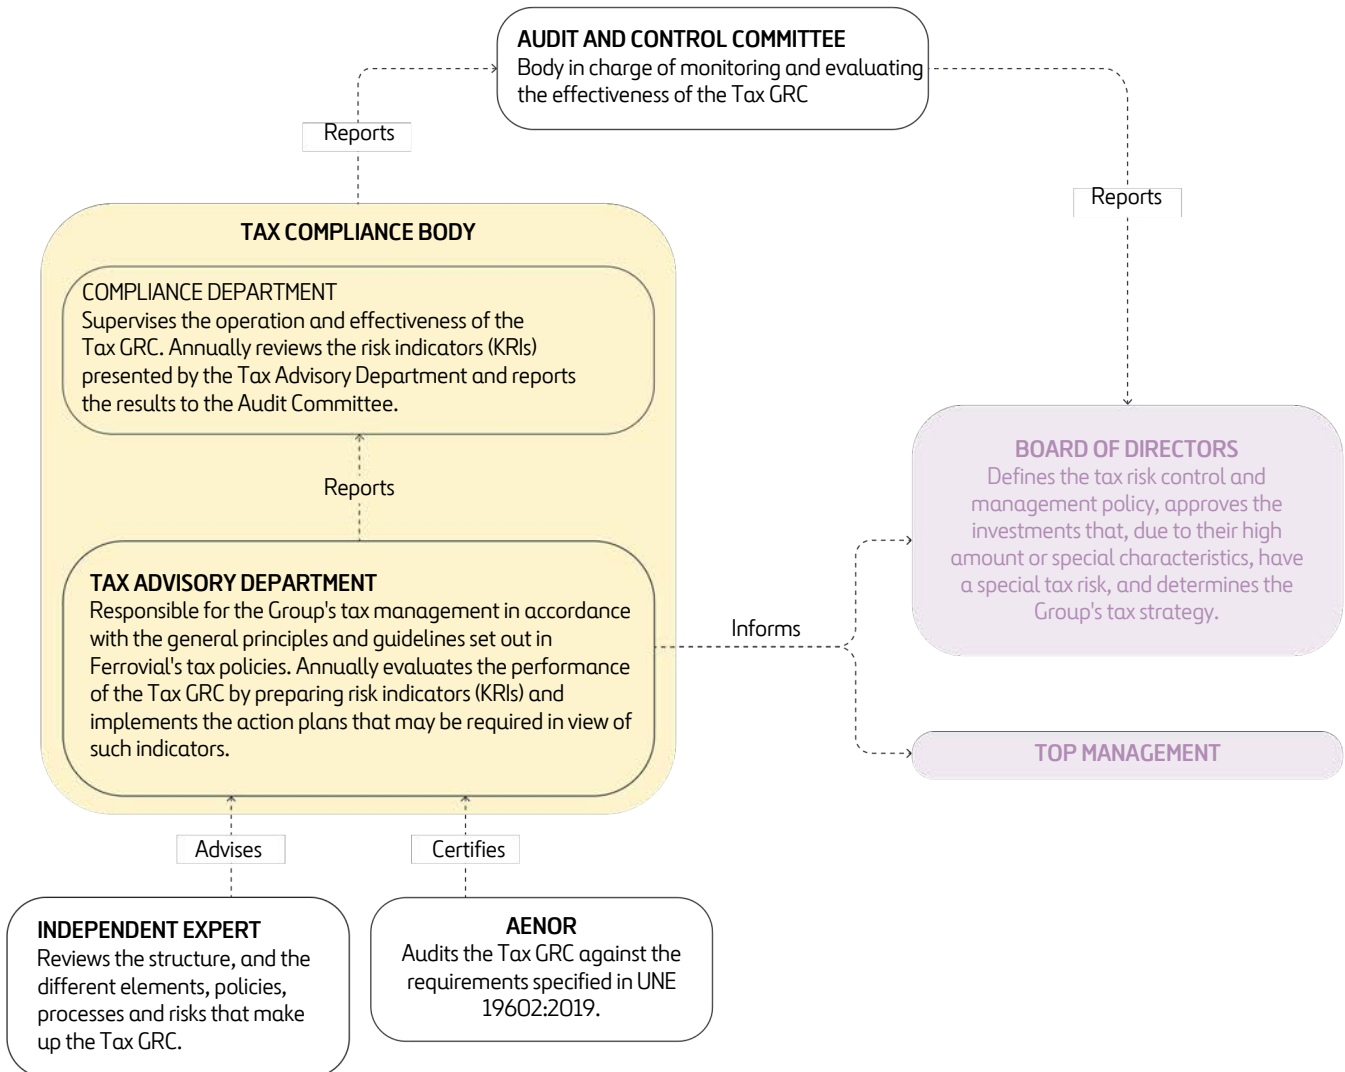 AUDIT AND CONTROL COMMITTEE
Body in charge of monitoring and evaluating
the effectiveness of the Tax GRC
Reports
Reports
TAX COMPLIANCE BODY
COMPLIANCE DEPARTMENT
Supervises the operation and effectiveness of the
Tax GRC. Annually reviews the risk indicators (KRIs)
presented by the Tax Advisory Department and reports
the results to the Audit Committee.
Reports
TAX ADVISORY DEPARTMENT
Responsible for the Group's tax management in accordance
with the general principles and guidelines set out in
Ferrovial's tax policies. Annually evaluates the performance
of the Tax GRC by preparing risk indicators (KRIs) and
implements the action plans that may be required in view of
such indicators.
Informs
BOARD OF DIRECTORS
Defines the tax risk control and
management policy, approves the
investments that, due to their high
amount or special characteristics, have
a special tax risk, and determines the
Group's tax strategy.
TOP MANAGEMENT
Advises
Certifies
INDEPENDENT EXPERT
Reviews the structure, and the
different elements, policies,
processes and risks that make
up the Tax GRC.
AENOR
Audits the Tax GRC against the
requirements specified in UNE
19602:2019.